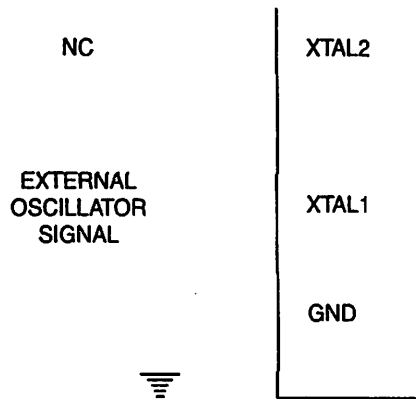 NC
XTAL2
EXTERNAL
OSCILLATOR
SIGNAL
XTAL1
GND